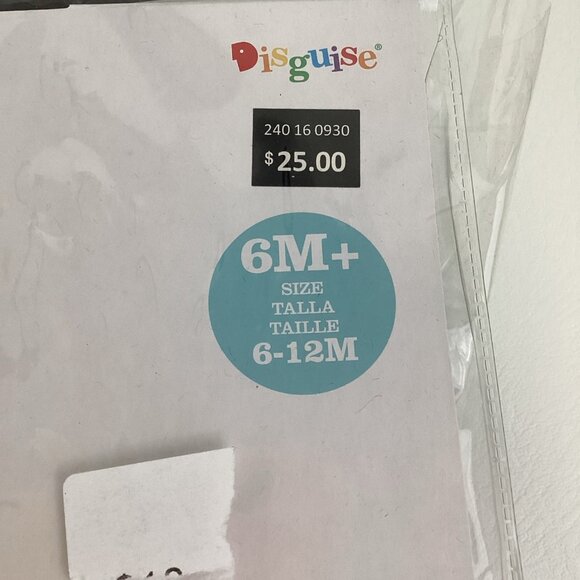 Disguise®
240 16 0930
$25.00
6M+
SIZE
TALLA
TAILLE
6-12M